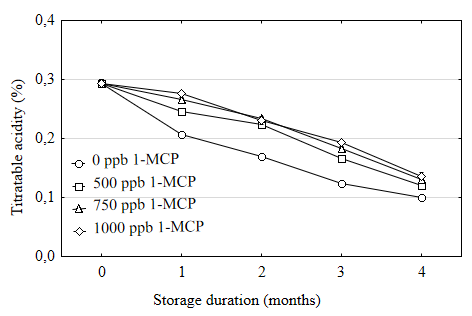 0,4
0,3
0,2
0,1
0,0
Titratable acidity (%)
0 ppb 1-MCP
500 ppb 1-MCP
750 ppb 1-MCP
1000 ppb 1-MCP
0 1 2 3 4
Storage duration (months)